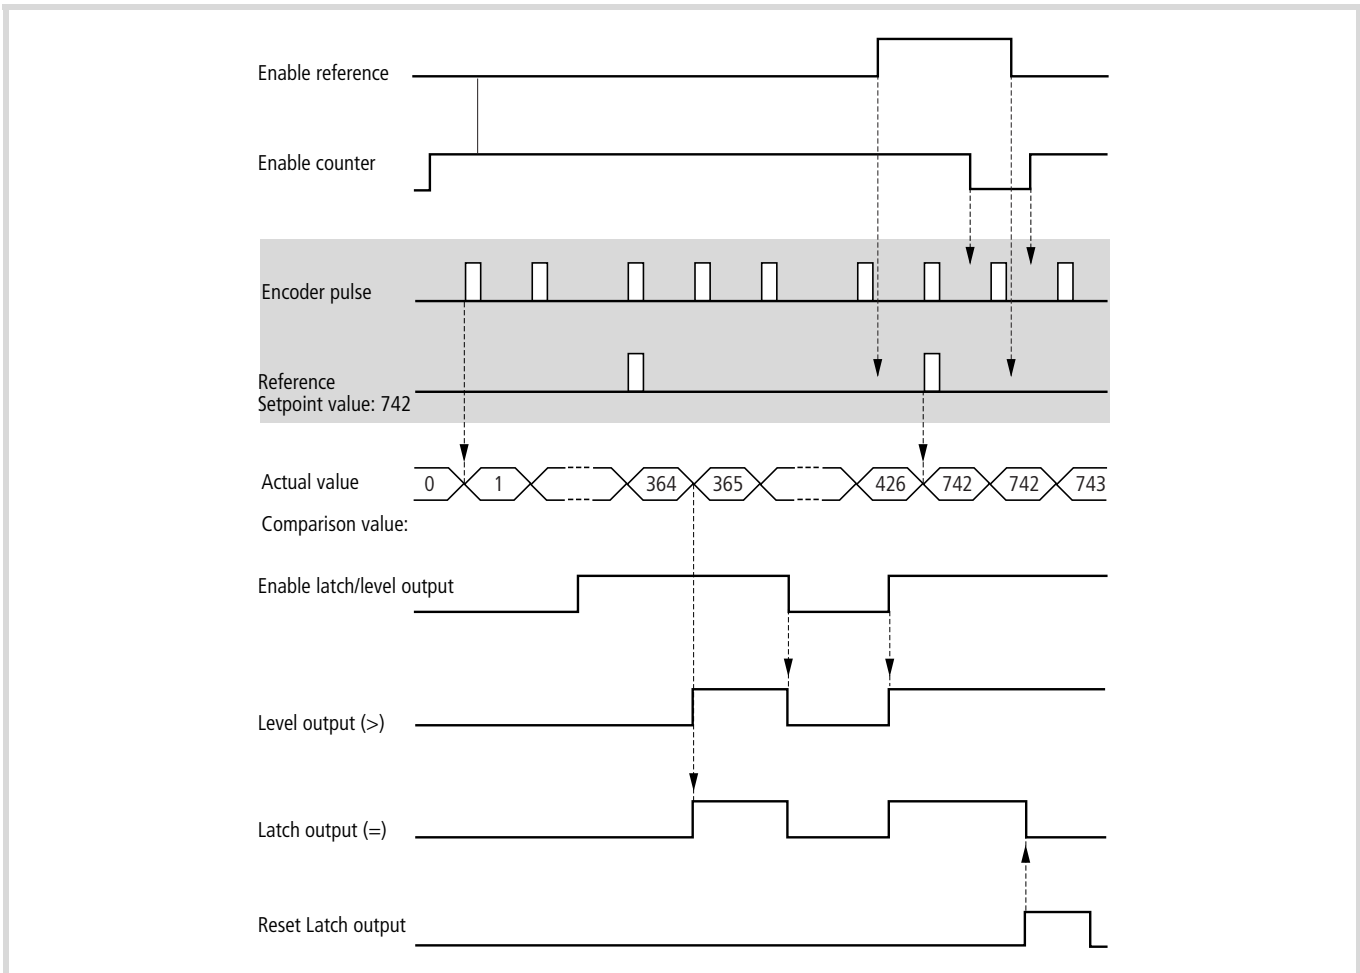 Enable reference
Enable counter
Encoder pulse
Reference
Setpoint value: 742
Actual value
0 1 364 365 426 742 742 743
Comparison value:
Enable latch/level output
Level output (>)
Latch output (=)
Reset Latch output